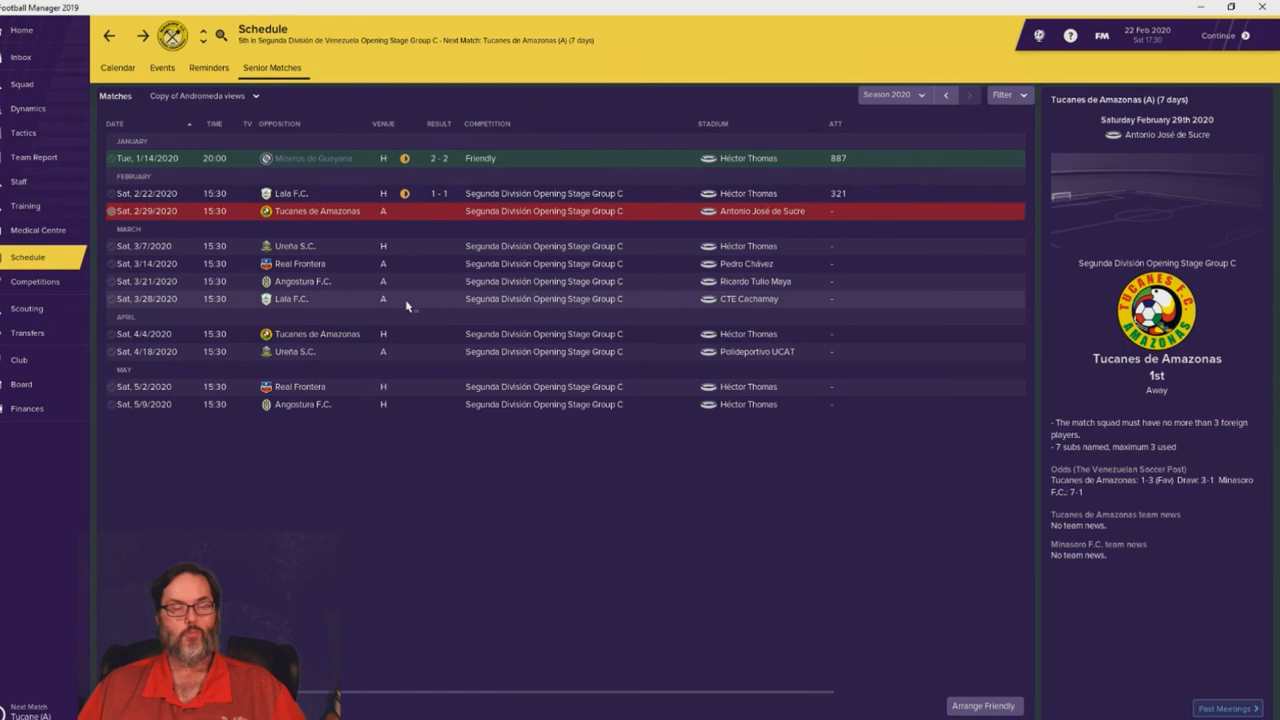 Football Manager 2019
Home
Inbox
Squad
Dynamics
Tactics
Team Report
Staff
Training
Medical Centre
Schedule
Competitions
Scouting
Transfers
Club
Board
Finances
Next Match
Tucane (A)
Schedule
5th in Segunda División de Venezuela Opening Stage Group C - Next Match: Tucanes de Amazonas (A) (7 days)
FM
22 Feb 2020
Sat 17:30
Continue
Calendar Events Reminders Senior Matches
Matches Copy of Andromeda views Season 2020 Filter
DATE TIME TV OPPOSITION VENUE RESULT COMPETITION STADIUM ATT
JANUARY
Tue, 1/14/2020 20:00 Mineros de Guayana H 2 - 2 Friendly Héctor Thomas 887
FEBRUARY
Sat, 2/22/2020 15:30 Lala F.C. H 1 - 1 Segunda División Opening Stage Group C Héctor Thomas 321
Sat, 2/29/2020 15:30 Tucanes de Amazonas A Segunda División Opening Stage Group C Antonio José de Sucre -
MARCH
Sat, 3/7/2020 15:30 Ureña S.C. H Segunda División Opening Stage Group C Héctor Thomas -
Sat, 3/14/2020 15:30 Real Frontera A Segunda División Opening Stage Group C Pedro Chávez -
Sat, 3/21/2020 15:30 Angostura F.C. A Segunda División Opening Stage Group C Ricardo Tulio Maya -
Sat, 3/28/2020 15:30 Lala F.C. A Segunda División Opening Stage Group C CTE Cachamay -
APRIL
Sat, 4/4/2020 15:30 Tucanes de Amazonas H Segunda División Opening Stage Group C Héctor Thomas -
Sat, 4/18/2020 15:30 Ureña S.C. A Segunda División Opening Stage Group C Polideportivo UCAT -
MAY
Sat, 5/2/2020 15:30 Real Frontera H Segunda División Opening Stage Group C Héctor Thomas -
Sat, 5/9/2020 15:30 Angostura F.C. H Segunda División Opening Stage Group C Héctor Thomas -
Arrange Friendly
Tucanes de Amazonas (A) (7 days)
Saturday February 29th 2020
Antonio José de Sucre
Segunda División Opening Stage Group C
TUCANES F.C.
AMAZONAS
Tucanes de Amazonas
1st
Away
- The match squad must have no more than 3 foreign
players.
- 7 subs named, maximum 3 used
Odds (The Venezuelan Soccer Post)
Tucanes de Amazonas: 1-3 (Fav) Draw: 3-1 Minasoro
F.C.: 7-1
Tucanes de Amazonas team news
No team news.
Minasoro F.C. team news
No team news.
Past Meetings >